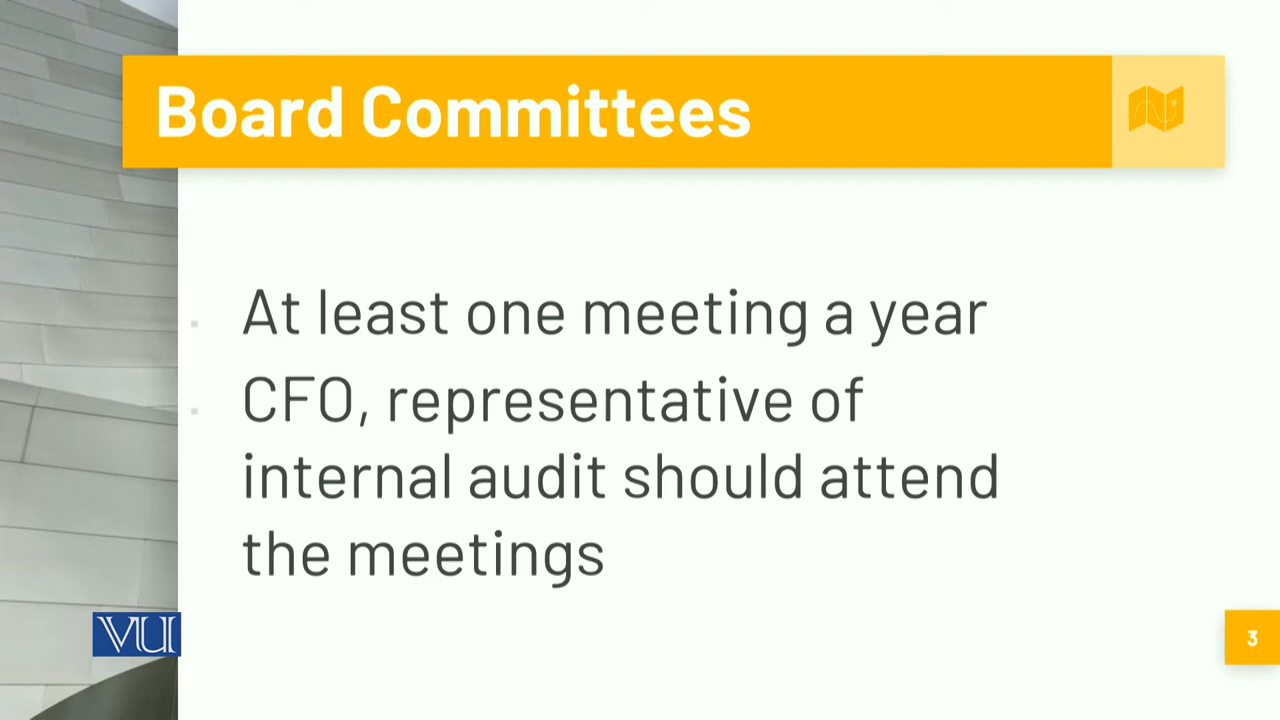 Board Committees
At least one meeting a year
CFO, representative of
internal audit should attend
the meetings
VU
3